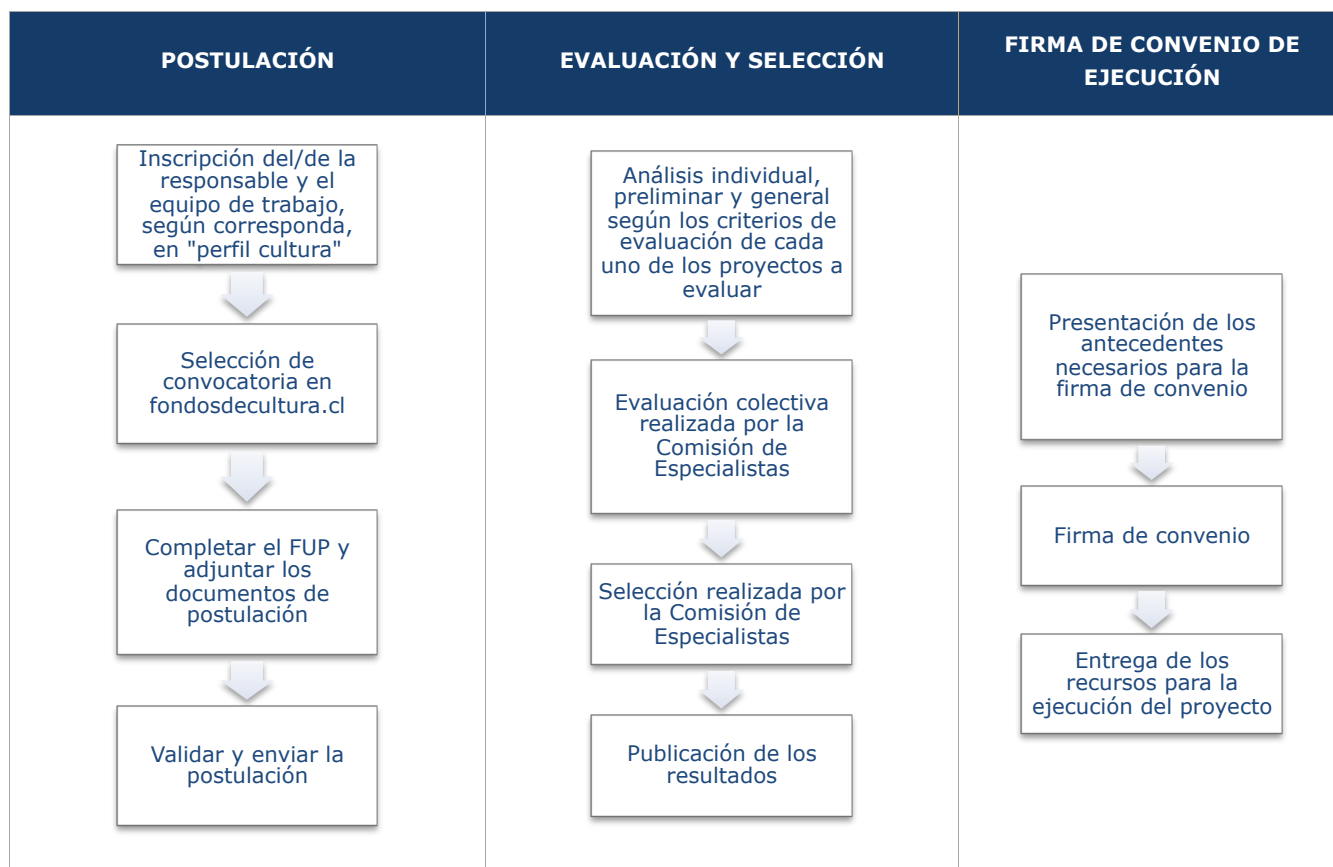 POSTULACIÓN
Inscripción del/de la
responsable y el
equipo de trabajo,
según corresponda,
en "perfil cultura"
Selección de
convocatoria en
fondosdecultura.cl
Completar el FUP y
adjuntar los
documentos de
postulación
Validar y enviar la
postulación
EVALUACIÓN Y SELECCIÓN
Análisis individual,
preliminar y general
según los criterios de
evaluación de cada
uno de los proyectos a
evaluar
Evaluación colectiva
realizada por la
Comisión de
Especialistas
Selección realizada por
la Comisión de
Especialistas
Publicación de los
resultados
FIRMA DE CONVENIO DE
EJECUCIÓN
Presentación de los
antecedentes
necesarios para la
firma de convenio
Firma de convenio
Entrega de los
recursos para la
ejecución del proyecto